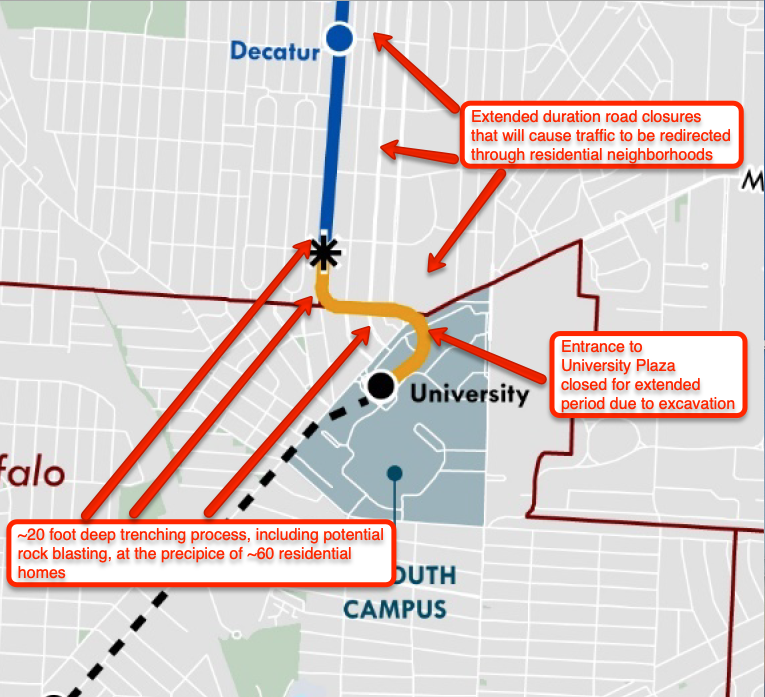 Decatur
Extended duration road closures
that will cause traffic to be redirected
through residential neighborhoods
M
Entrance to
University Plaza
closed for extended
period due to excavation
University
falo
~20 foot deep trenching process, including potential
rock blasting, at the precipice of ~60 residential
homes
OUTH
CAMPUS